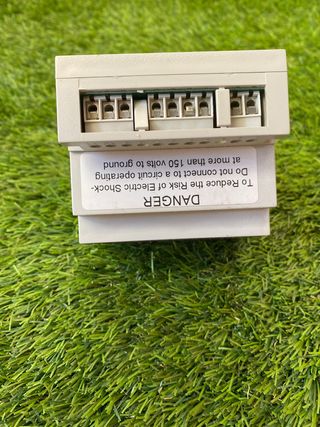 DANGER
To Reduce the Risk of Electric Shock-
Do not connect to a circuit operating
at more than 150 volts to ground